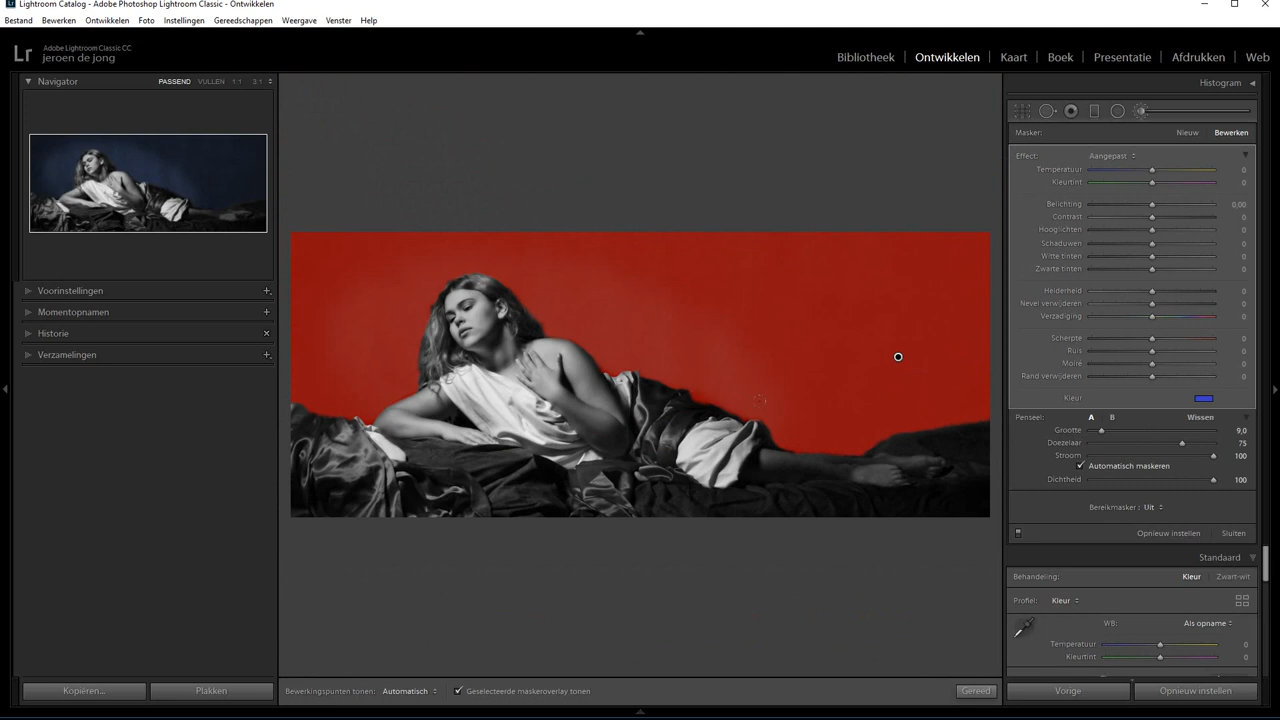 Lightroom Catalog - Adobe Photoshop Lightroom Classic - Ontwikkelen
Bestand Bewerken Ontwikkelen Foto Instellingen Gereedschappen Weergave Venster Help
Lr
Adobe Lightroom Classic CC
jeroen de jong
Bibliotheek | Ontwikkelen | Kaart | Boek | Presentatie | Afdrukken | Web
Navigator PASSEND VULLEN 1:1 3:1
Voorinstellingen
Momentopnamen
Historie
Verzamelingen
Kopiëren...
Plakken
Bewerkingspunten tonen: Automatisch Geselecteerde maskeroverlay tonen
Gereed
Histogram
Masker: Nieuw Bewerken
Effect: Aangepast
Temperatuur 0
Kleurtint 0
Belichting 0,00
Contrast 0
Hooglichten 0
Schaduwen 0
Witte tinten 0
Zwarte tinten 0
Helderheid 0
Nevel verwijderen 0
Verzadiging 0
Scherpte 0
Ruis 0
Moiré 0
Rand verwijderen 0
Kleur
Penseel: A B Wissen
Grootte 9,0
Doezelaar 75
Stroom 100
Automatisch maskeren
Dichtheid 100
Bereikmasker : Uit
Opnieuw instellen Sluiten
Standaard
Behandeling: Kleur Zwart-wit
Profiel: Kleur
WB: Als opname
Temperatuur 0
Kleurtint 0
Vorige
Opnieuw instellen